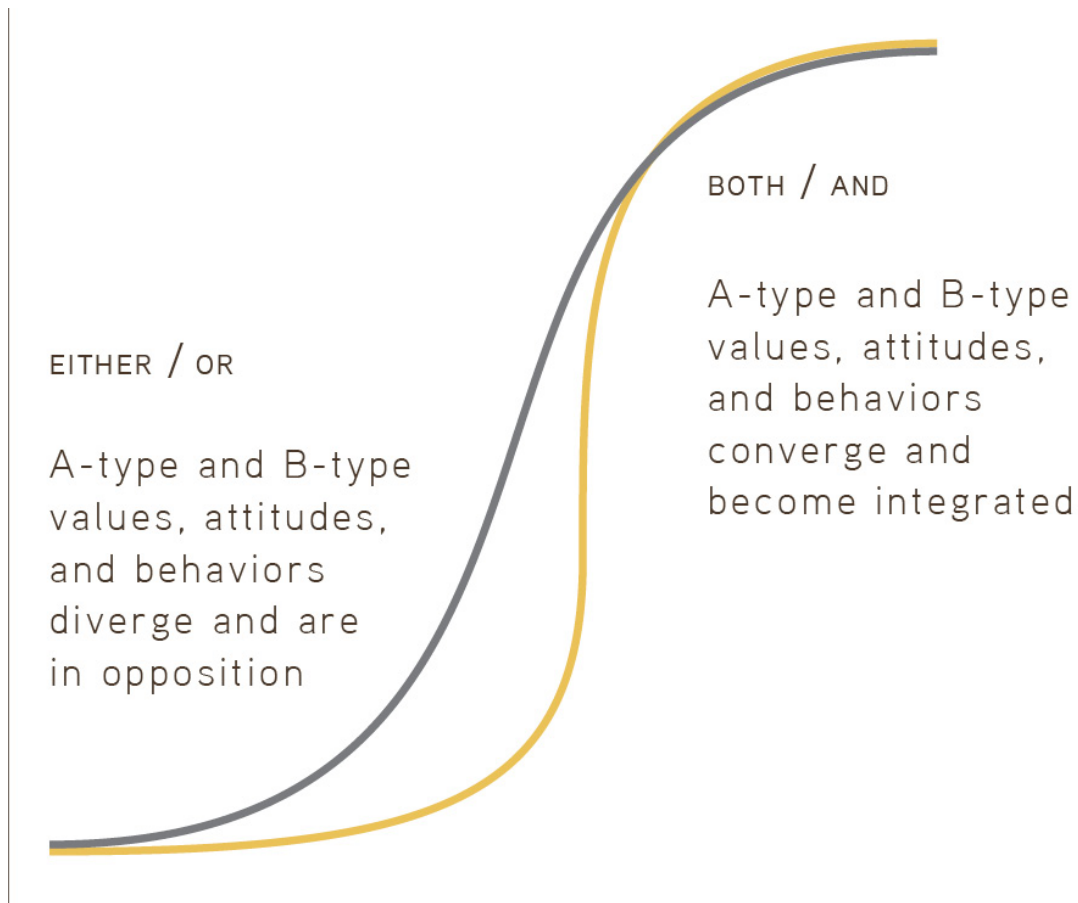 BOTH / AND
A-type and B-type
values, attitudes,
and behaviors
converge and
become integrated
EITHER / OR
A-type and B-type
values, attitudes,
and behaviors
diverge and are
in opposition